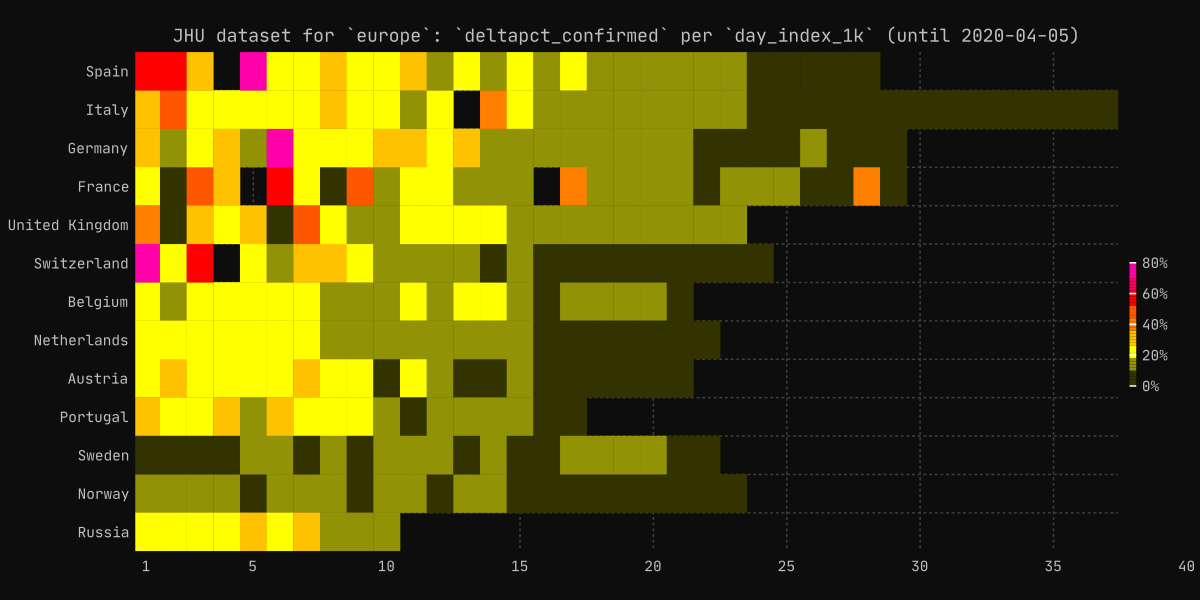 JHU dataset for `europe`: `deltapct_confirmed` per `day_index_1k` (until 2020-04-05)
Spain
Italy
Germany
France
United Kingdom
Switzerland
Belgium
Netherlands
Austria
Portugal
Sweden
Norway
Russia
80%
60%
40%
20%
0%
1 5 10 15 20 25 30 35 40